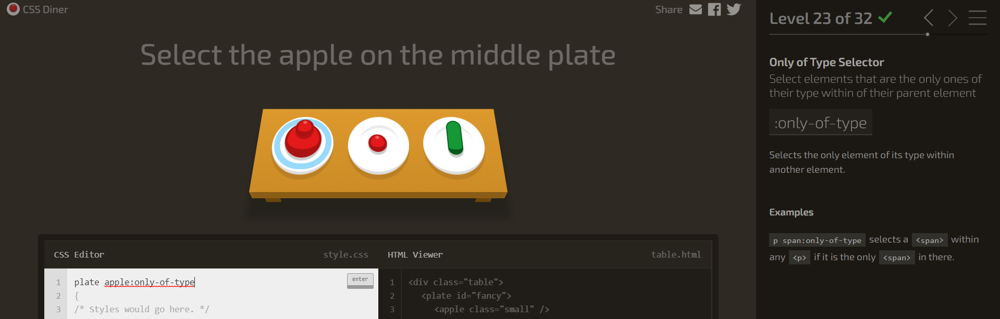 CSS Diner
Share
Select the apple on the middle plate
CSS Editor
style.css
1 plate apple:only-of-type
enter
2 {
3 /* Styles would go here. */
HTML Viewer
table.html
1 <div class="table">
2 <plate id="fancy">
3 <apple class="small" />
Level 23 of 32
Only of Type Selector
Select elements that are the only ones of
their type within of their parent element
:only-of-type
Selects the only element of its type within
another element.
Examples
p span:only-of-type selects a <span> within
any <p> if it is the only <span> in there.